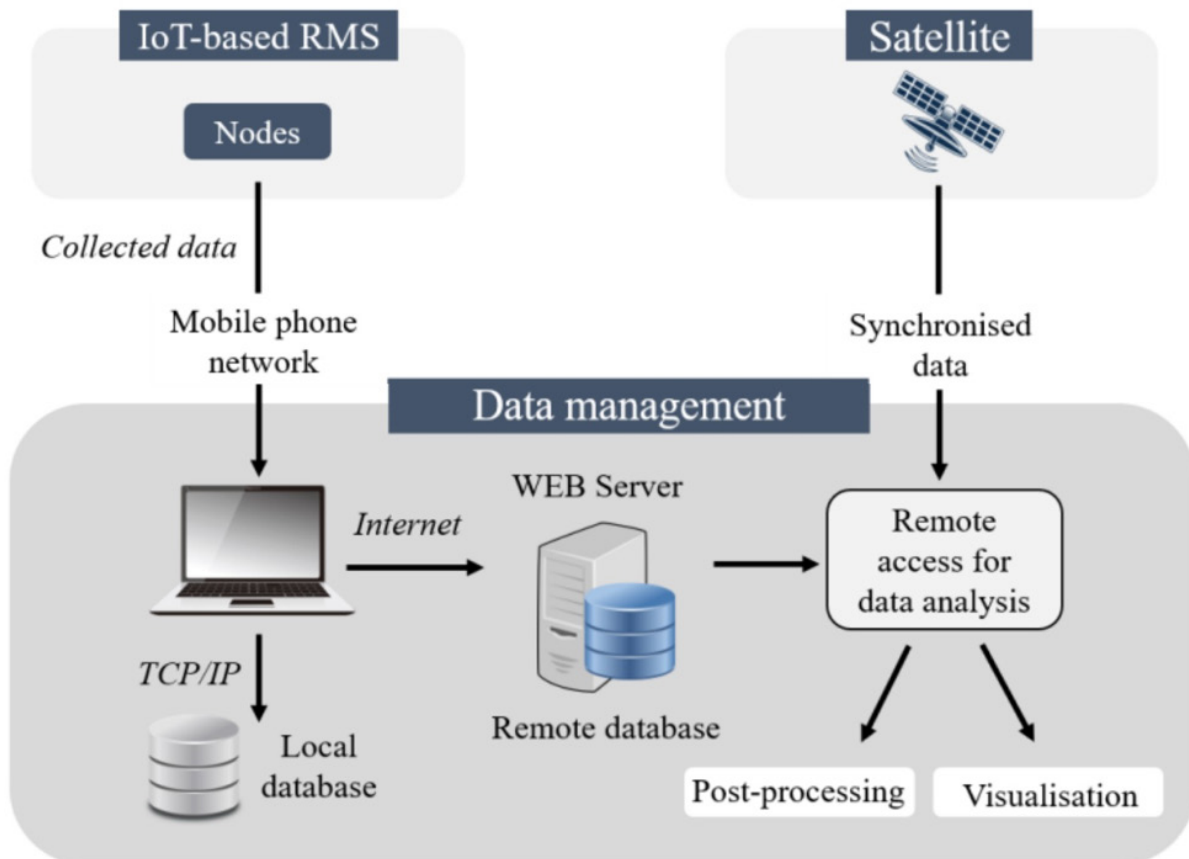 IoT-based RMS
Satellite
Nodes
Collected data
Mobile phone
network
Synchronised
data
Data management
WEB Server
Internet
Remote
access for
data analysis
TCP/IP
Remote database
Local
database
Post-processing
Visualisation